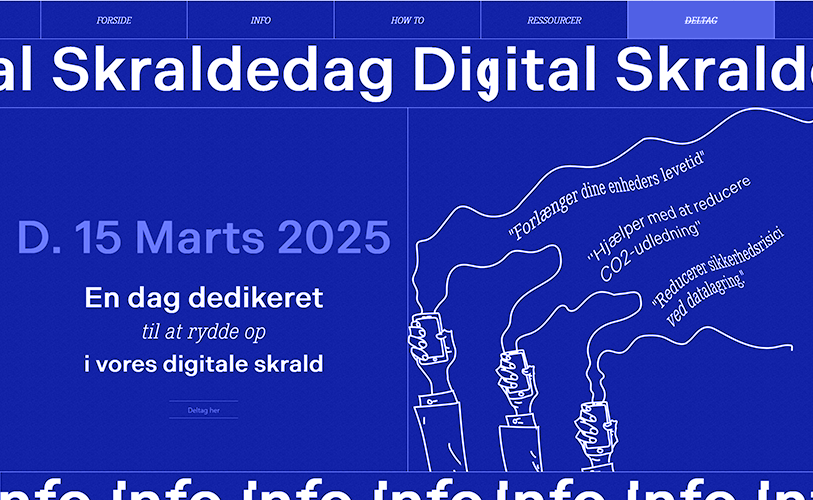 FORSIDE
INFO
HOW TO
RESSOURCER
DELTAG
al Skraldedag Digital Skralde
D. 15 Marts 2025
En dag dedikeret
til at rydde op
i vores digitale skrald
Deltag her
"Forlænger dine enheders levetid"
"Hjælper med at reducere
CO2-udledning"
"Reducerer sikkerhedsrisici
ved datalagring."
nfo Info Info Info Info Info In